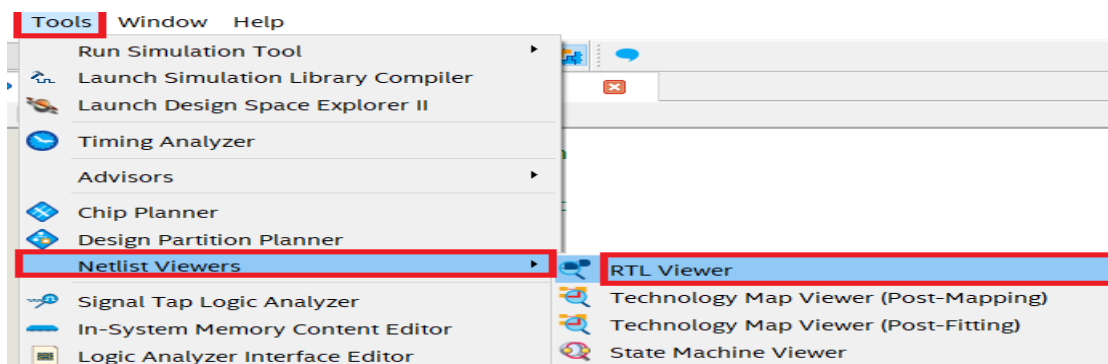 Tools Window Help
Run Simulation Tool
Launch Simulation Library Compiler
Launch Design Space Explorer II
Timing Analyzer
Advisors
Chip Planner
Design Partition Planner
Netlist Viewers
RTL Viewer
Signal Tap Logic Analyzer
Technology Map Viewer (Post-Mapping)
In-System Memory Content Editor
Technology Map Viewer (Post-Fitting)
Logic Analyzer Interface Editor
State Machine Viewer